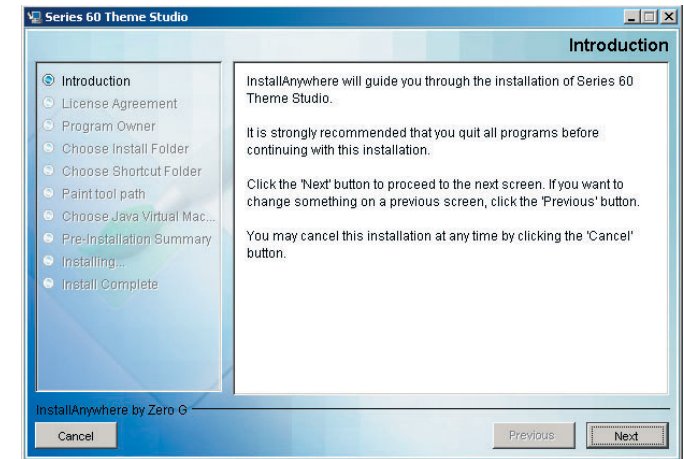 Series 60 Theme Studio
Introduction
Introduction
License Agreement
Program Owner
Choose Install Folder
Choose Shortcut Folder
Paint tool path
Choose Java Virtual Mac...
Pre-Installation Summary
Installing...
Install Complete
InstallAnywhere will guide you through the installation of Series 60
Theme Studio.
It is strongly recommended that you quit all programs before
continuing with this installation.
Click the 'Next' button to proceed to the next screen. If you want to
change something on a previous screen, click the 'Previous' button.
You may cancel this installation at any time by clicking the 'Cancel'
button.
InstallAnywhere by Zero G
Cancel
Previous
Next